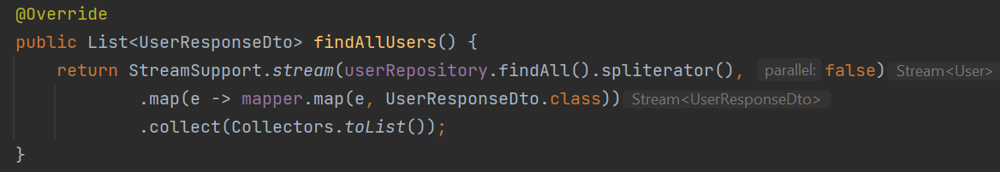 @Override
public List<UserResponseDto> findAllUsers() {
    return StreamSupport.stream(userRepository.findAll().spliterator(), parallel: false) Stream<User>
            .map(e -> mapper.map(e, UserResponseDto.class)) Stream<UserResponseDto>
            .collect(Collectors.toList());
}